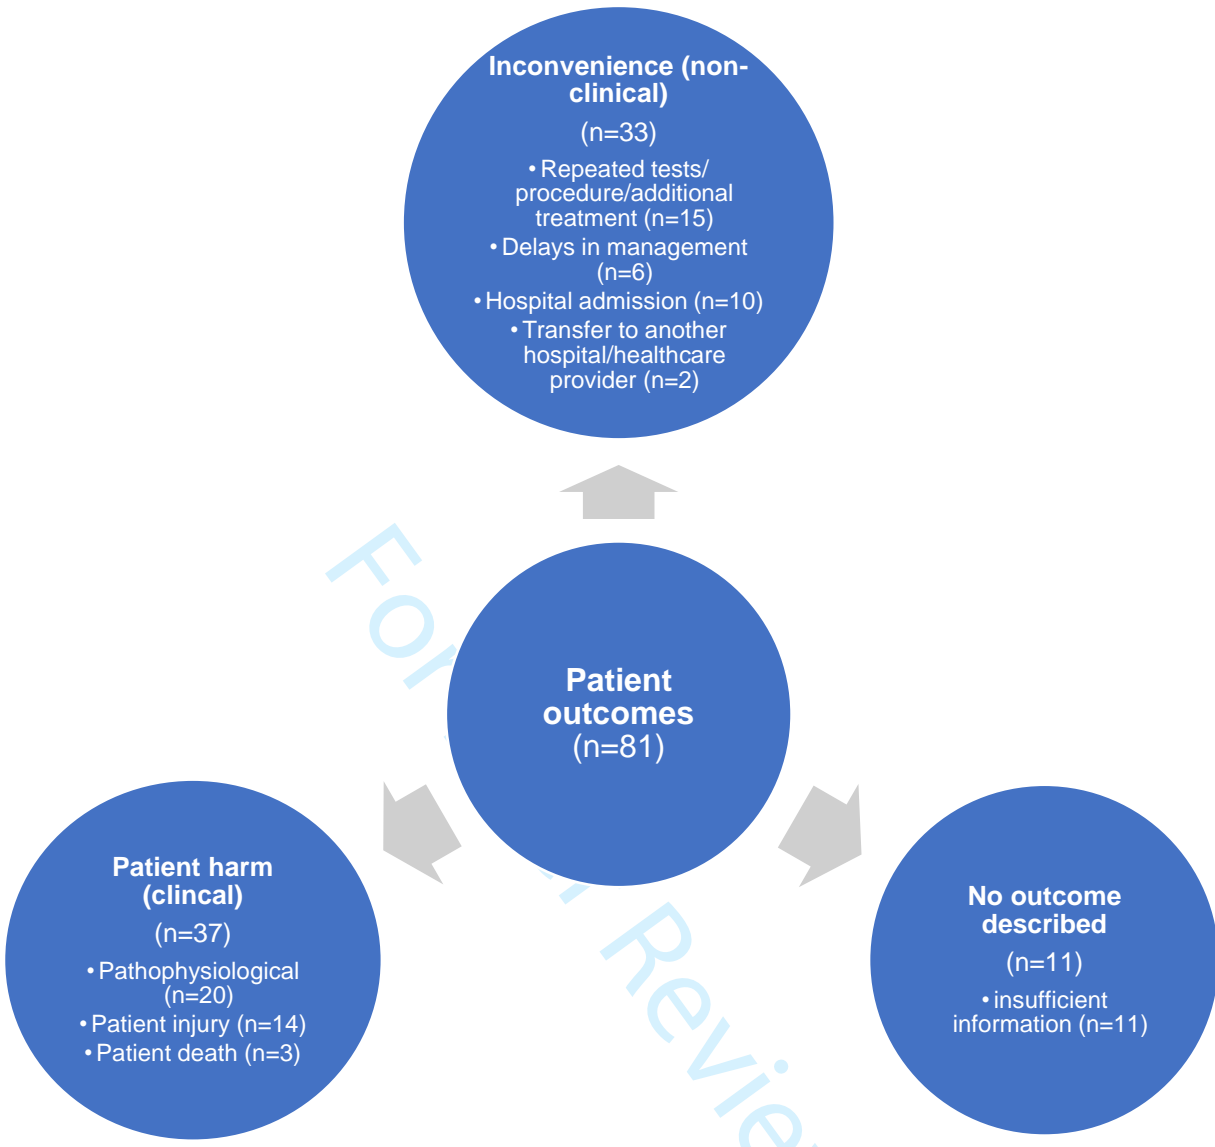 Inconvenience (non-
clinical)
(n=33)
• Repeated tests/
procedure/additional
treatment (n=15)
• Delays in management
(n=6)
• Hospital admission (n=10)
• Transfer to another
hospital/healthcare
provider (n=2)
Patient
outcomes
(n=81)
Patient harm
(clincal)
(n=37)
• Pathophysiological
(n=20)
• Patient injury (n=14)
• Patient death (n=3)
No outcome
described
(n=11)
• insufficient
information (n=11)
For
Review